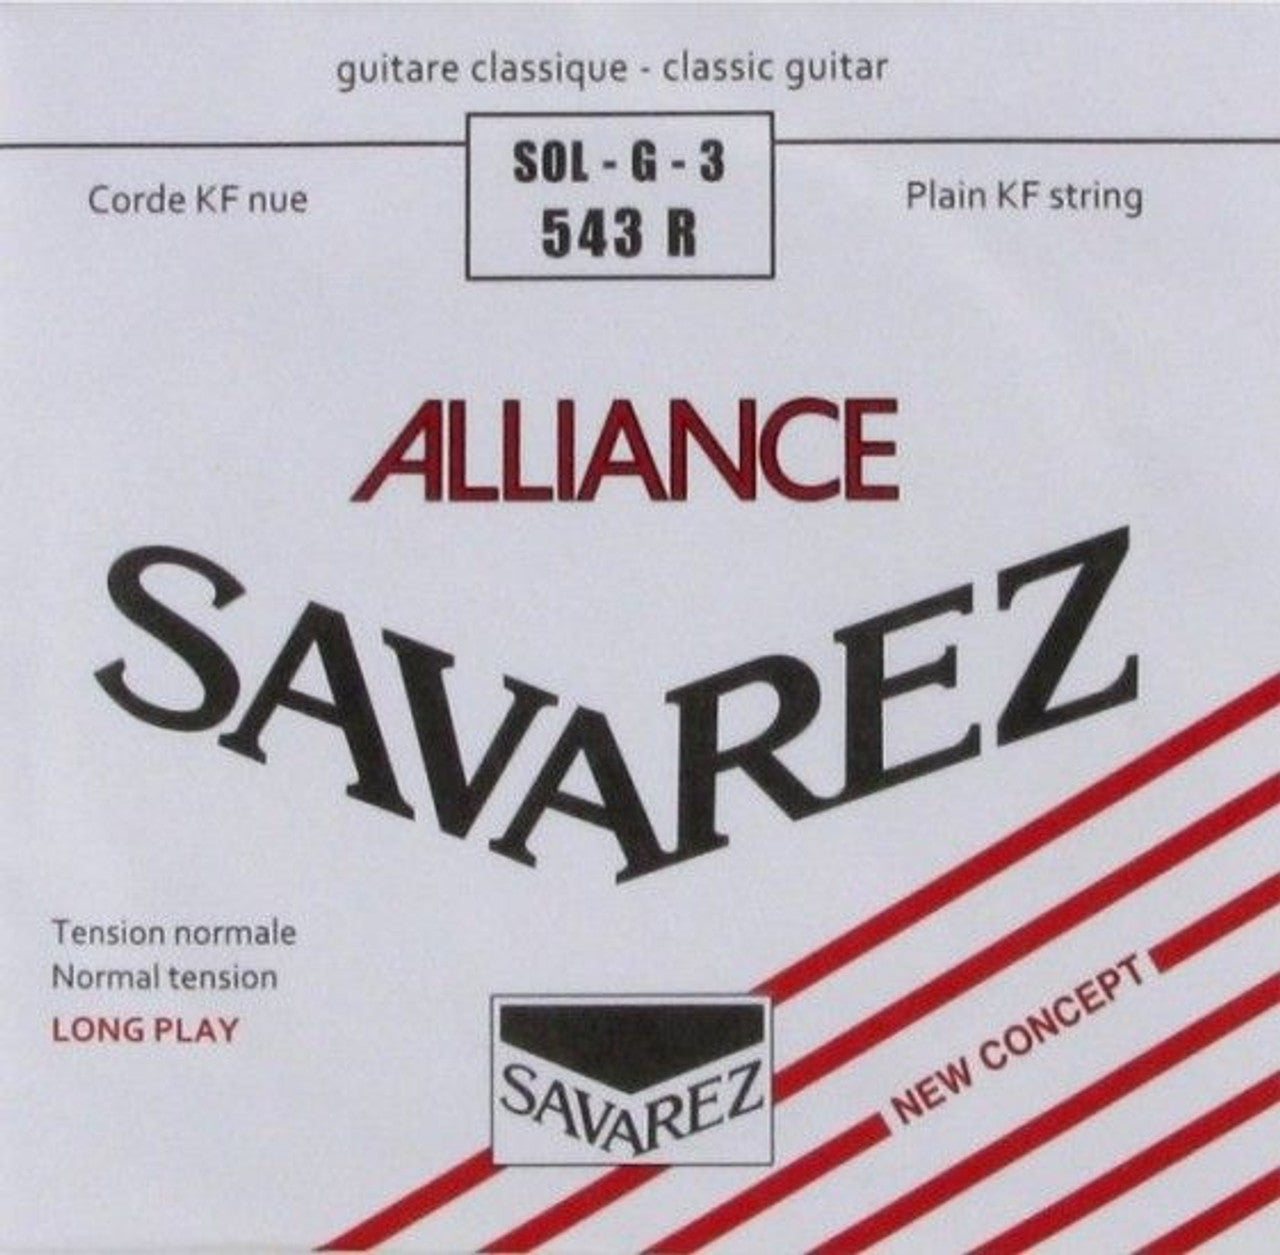 guitare classique - classic guitar
SOL - G - 3
543 R
Corde KF nue
Plain KF string
ALLIANCE
SAVAREZ
Tension normale
Normal tension
LONG PLAY
SAVAREZ
NEW CONCEPT